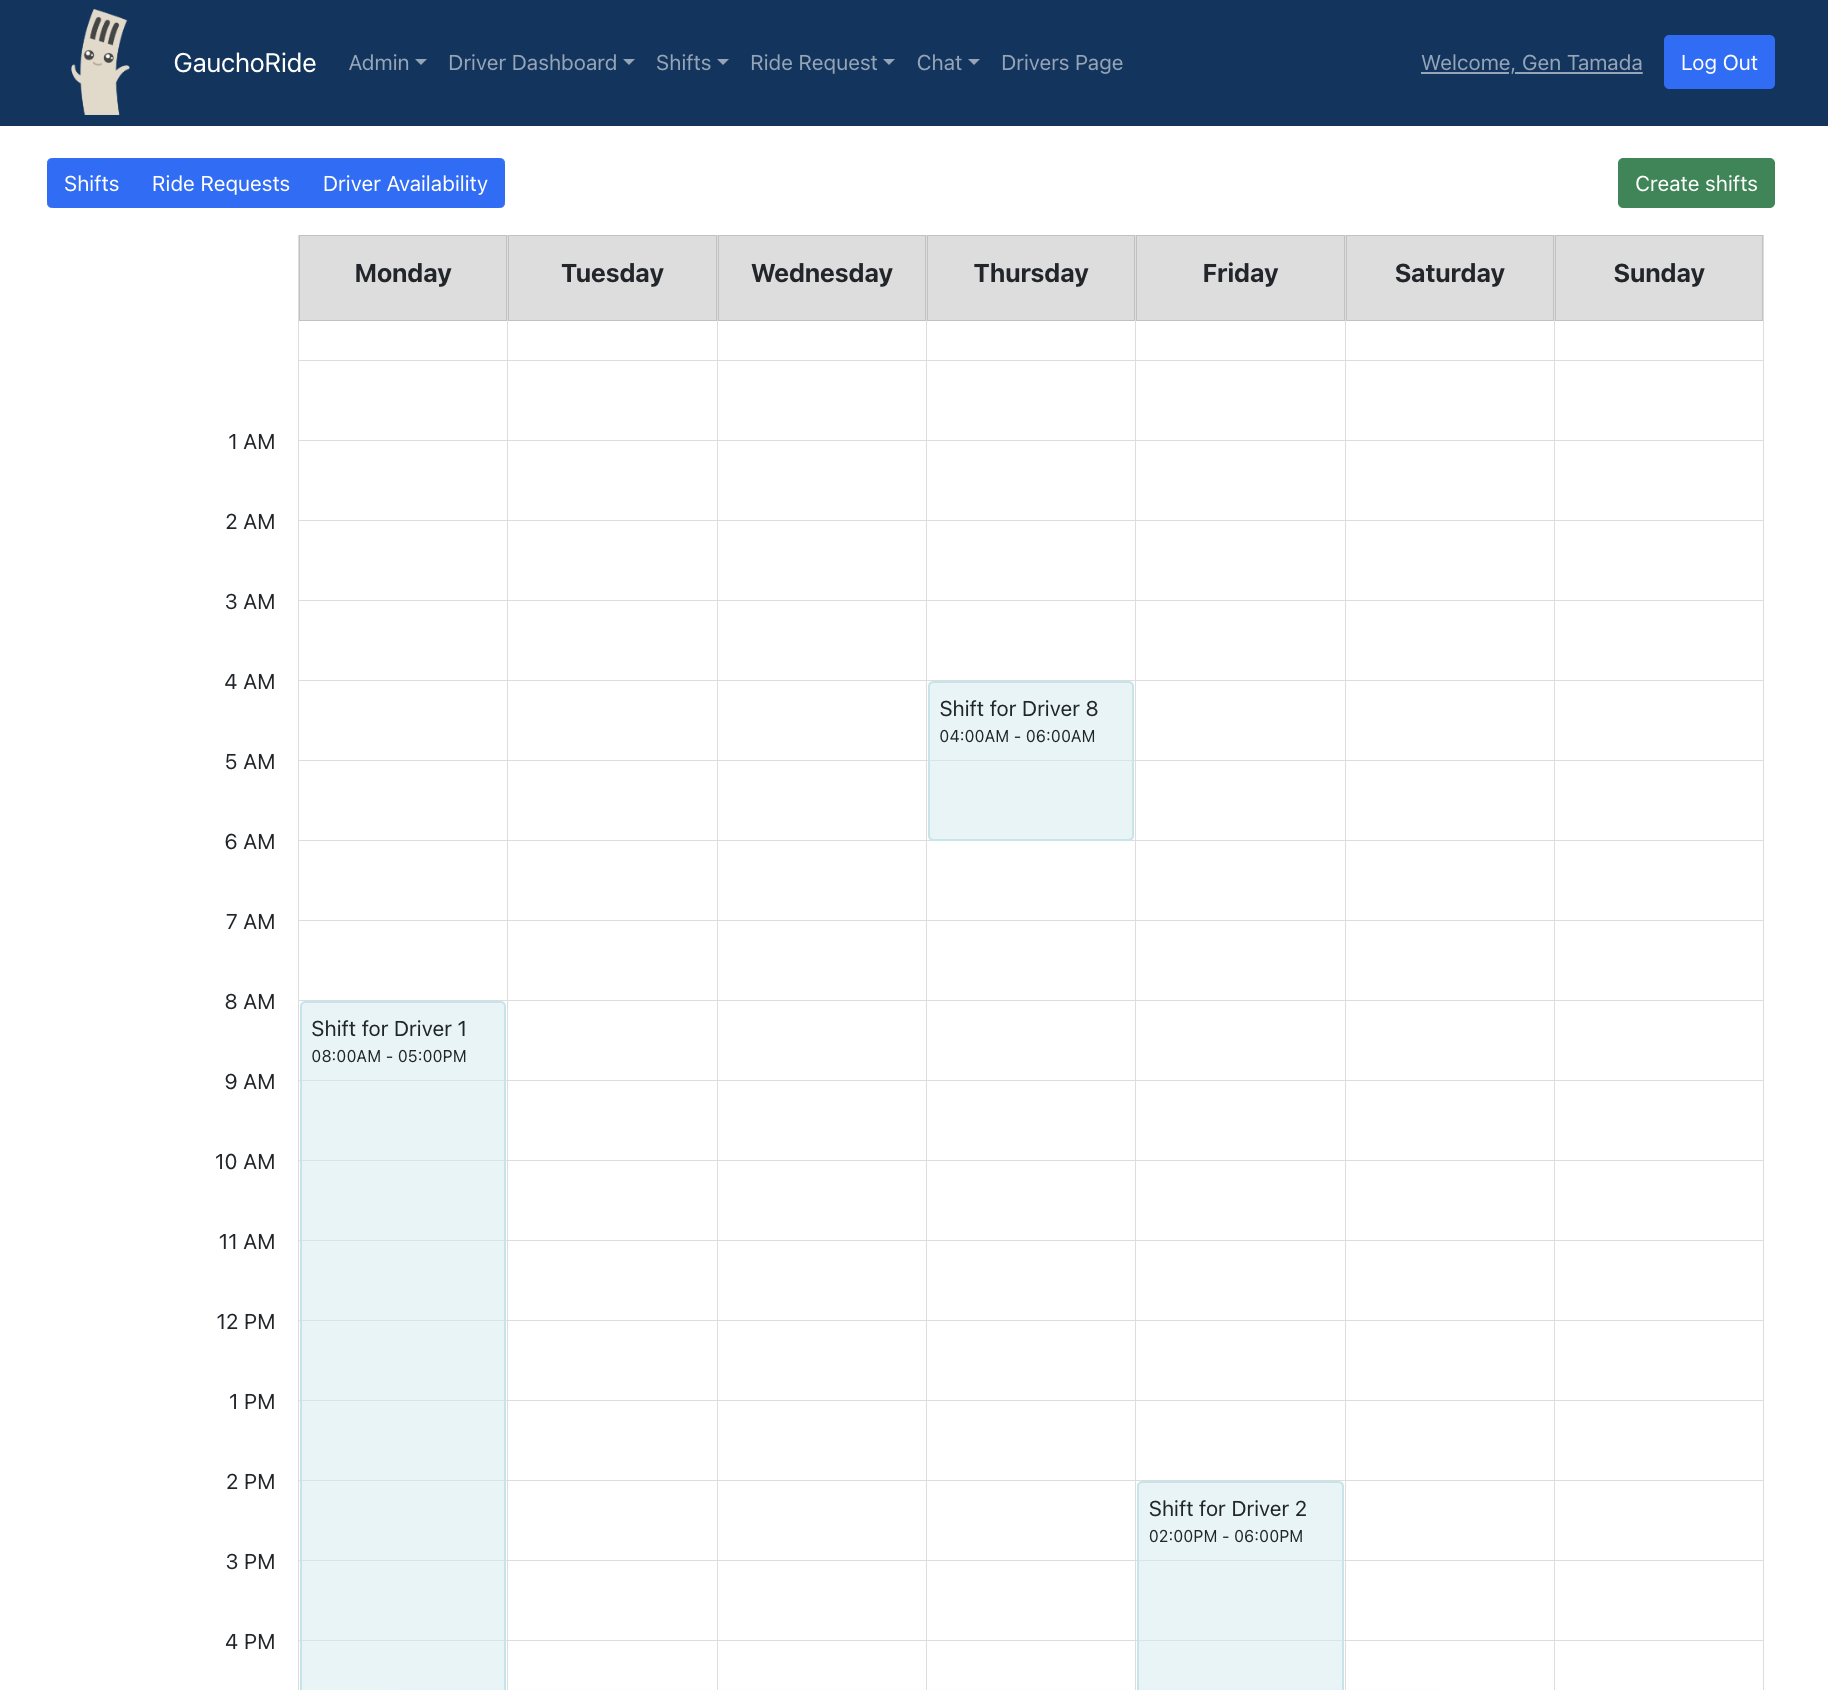 GauchoRide Admin Driver Dashboard Shifts Ride Request Chat Drivers Page Welcome, Gen Tamada Log Out
Shifts Ride Requests Driver Availability Create shifts
Monday Tuesday Wednesday Thursday Friday Saturday Sunday
1 AM
2 AM
3 AM
4 AM
Shift for Driver 8
04:00AM - 06:00AM
5 AM
6 AM
7 AM
8 AM
Shift for Driver 1
08:00AM - 05:00PM
9 AM
10 AM
11 AM
12 PM
1 PM
2 PM
Shift for Driver 2
02:00PM - 06:00PM
3 PM
4 PM